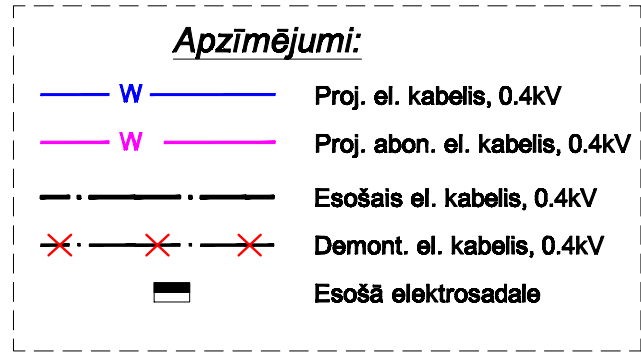 Apzīmējumi:
W Proj. el. kabelis, 0.4kV
W Proj. abon. el. kabelis, 0.4kV
Esošais el. kabelis, 0.4kV
Demont. el. kabelis, 0.4kV
Esošā elektrosadale